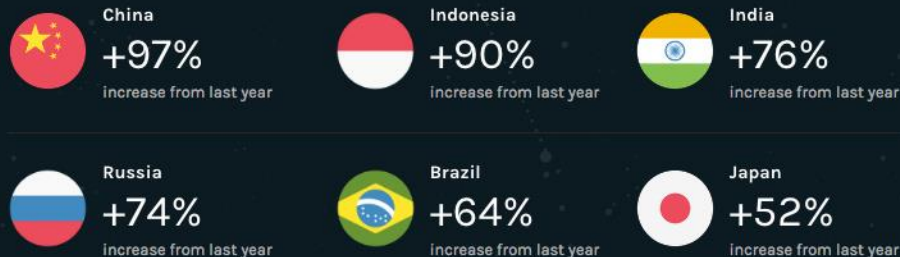 China
+97%
increase from last year
Indonesia
+90%
increase from last year
India
+76%
increase from last year
Russia
+74%
increase from last year
Brazil
+64%
increase from last year
Japan
+52%
increase from last year